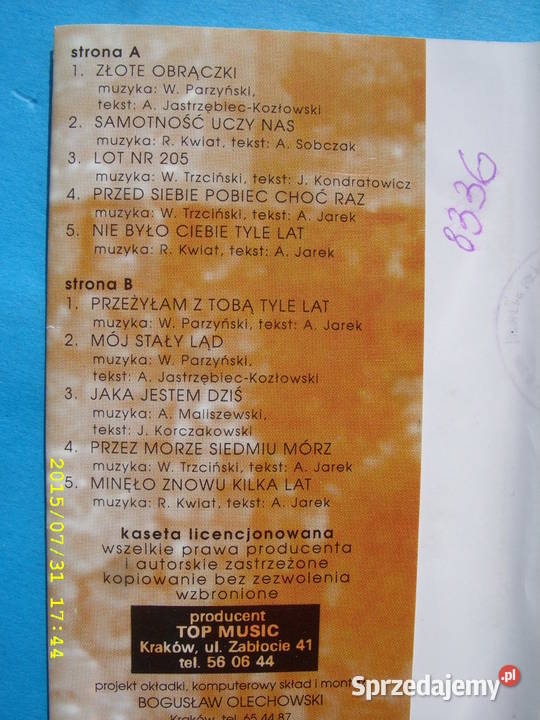 strona A
1. ZŁOTE OBRĄCZKI
muzyka: W. Parzyński,
tekst: A. Jastrzębiec-Kozłowski
2. SAMOTNOŚĆ UCZY NAS
muzyka: R. Kwiat, tekst: A. Sobczak
3. LOT NR 205
muzyka: W. Trzciński, tekst: J. Kondratowicz
4. PRZED SIEBIE POBIEC CHOĆ RAZ
muzyka: W. Trzciński, tekst: A. Jarek
5. NIE BYŁO CIEBIE TYLE LAT
muzyka: R. Kwiat, tekst: A. Jarek
strona B
1. PRZEŻYŁAM Z TOBĄ TYLE LAT
muzyka: W. Parzyński, tekst: A. Jarek
2. MÓJ STAŁY LĄD
muzyka: W. Parzyński,
tekst: A. Jastrzębiec-Kozłowski
3. JAKA JESTEM DZIŚ
muzyka: A. Maliszewski,
tekst: J. Korczakowski
4. PRZEZ MORZE SIEDMIU MÓRZ
muzyka: W. Trzciński, tekst: A. Jarek
5. MINĘŁO ZNOWU KILKA LAT
muzyka: R. Kwiat, tekst: A. Jarek
kaseta licencjonowana
wszelkie prawa producenta
i autorskie zastrzeżone
kopiowanie bez zezwolenia
wzbronione
producent
TOP MUSIC
Kraków, ul. Zabłocie 41
tel. 56 06 44
projekt okładki, komputerowy skład i mont
BOGUSŁAW OLECHOWSKI
Kraków, tel. 65 44 87
8336
2015/07/31 17:44
Sprzedajemy.pl